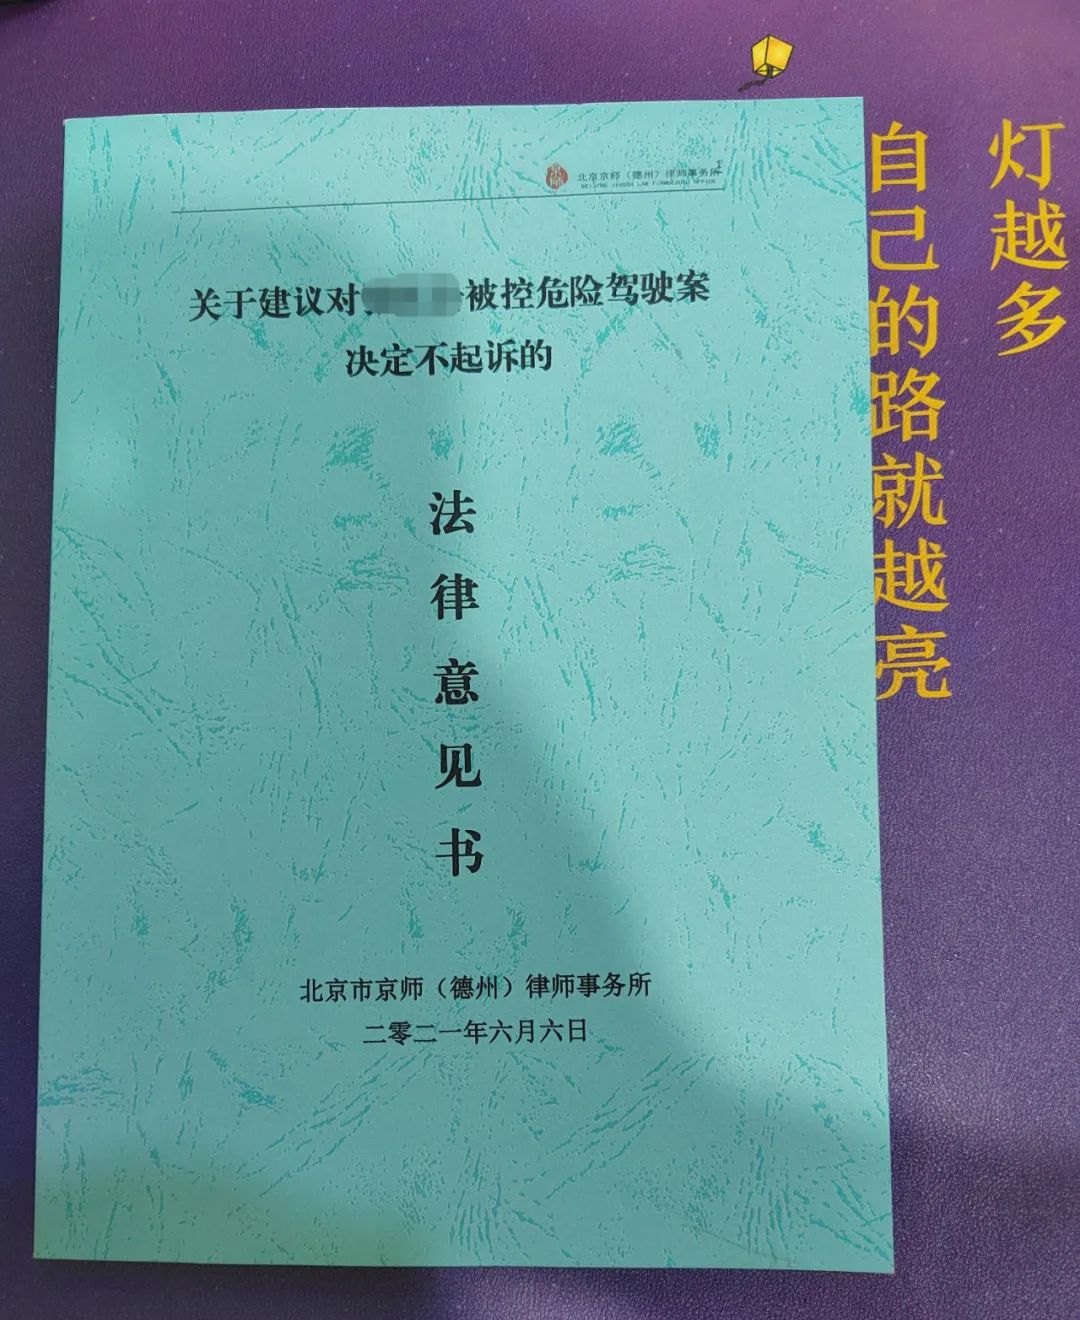 京师
北京京师（德州）律师事务所
关于建议对 被控危险驾驶案
决定不起诉的
法律意见书
北京市京师（德州）律师事务所
二零二一年六月六日
灯越多
自己的路就越亮